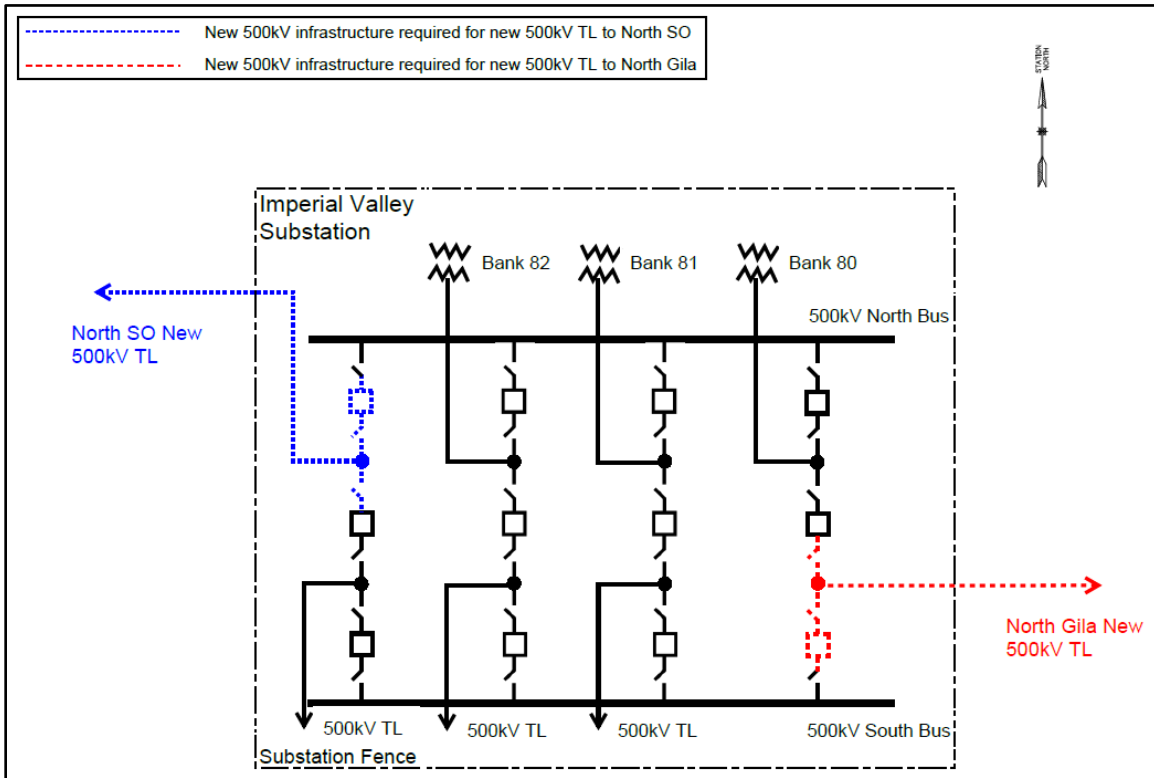 New 500kV infrastructure required for new 500kV TL to North SO
New 500kV infrastructure required for new 500kV TL to North Gila
STATION
NORTH
Imperial Valley
Substation
Bank 82
Bank 81
Bank 80
500kV North Bus
North SO New
500kV TL
North Gila New
500kV TL
500kV TL
500kV TL
500kV TL
500kV South Bus
Substation Fence